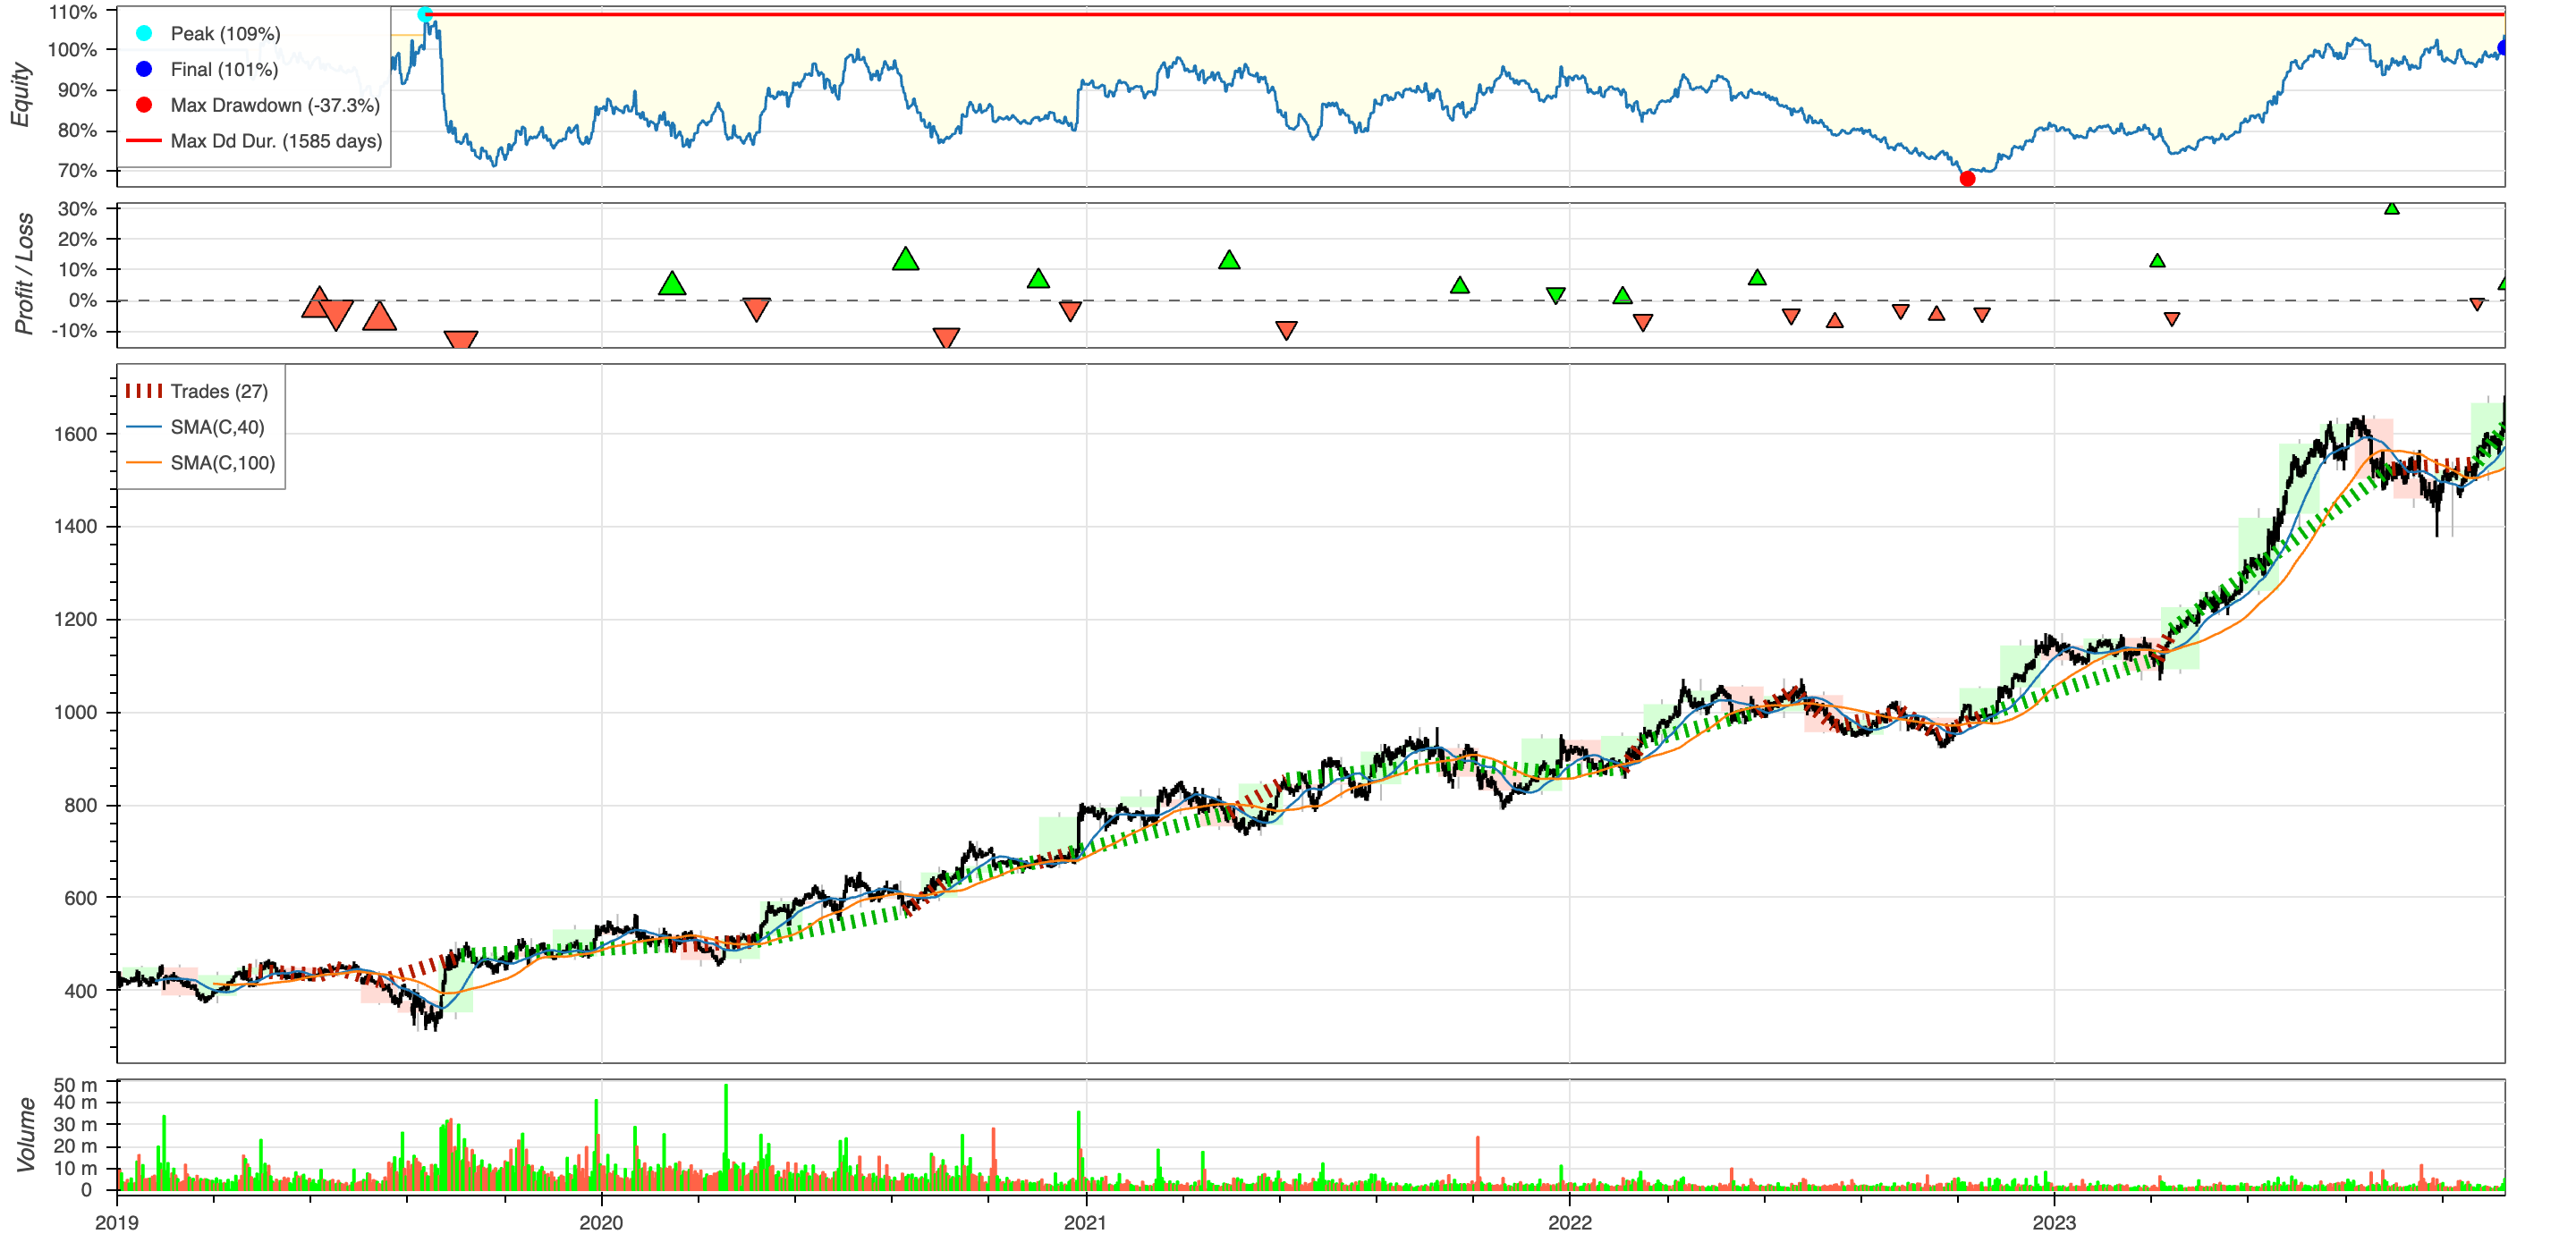 Equity
110%
100%
90%
80%
70%
Peak (109%)
Final (101%)
Max Drawdown (-37.3%)
Max Dd Dur. (1585 days)
Profit / Loss
30%
20%
10%
0%
-10%
Trades (27)
SMA(C,40)
SMA(C,100)
1600
1400
1200
1000
800
600
400
Volume
50 m
40 m
30 m
20 m
10 m
0
2019
2020
2021
2022
2023